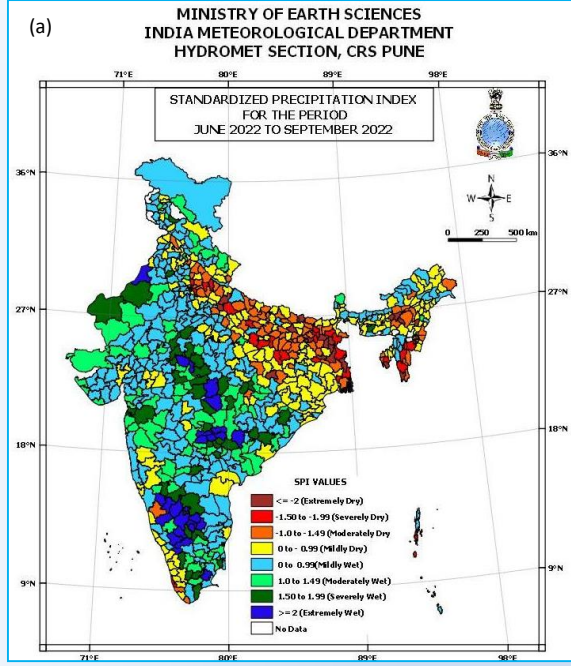 (a)
MINISTRY OF EARTH SCIENCES
INDIA METEOROLOGICAL DEPARTMENT
HYDROMET SECTION, CRS PUNE
71°E 80°E 89°E 98°E
STANDARDIZED PRECIPITATION INDEX
FOR THE PERIOD
JUNE 2022 TO SEPTEMBER 2022
36°N 36°N
N
W E
S
0 250 500 km
27°N 27°N
18°N 18°N
9°N 9°N
SPI VALUES
<= -2 (Extremely Dry)
-1.50 to -1.99 (Severely Dry)
-1.0 to -1.49 (Moderately Dry
0 to -0.99 (Mildly Dry)
0 to 0.99(Mildly Wet)
1.0 to 1.49 (Moderately Wet)
1.50 to 1.99 (Severely Wet)
>= 2 (Extremely Wet)
No Data
71°E 80°E 89°E 98°E